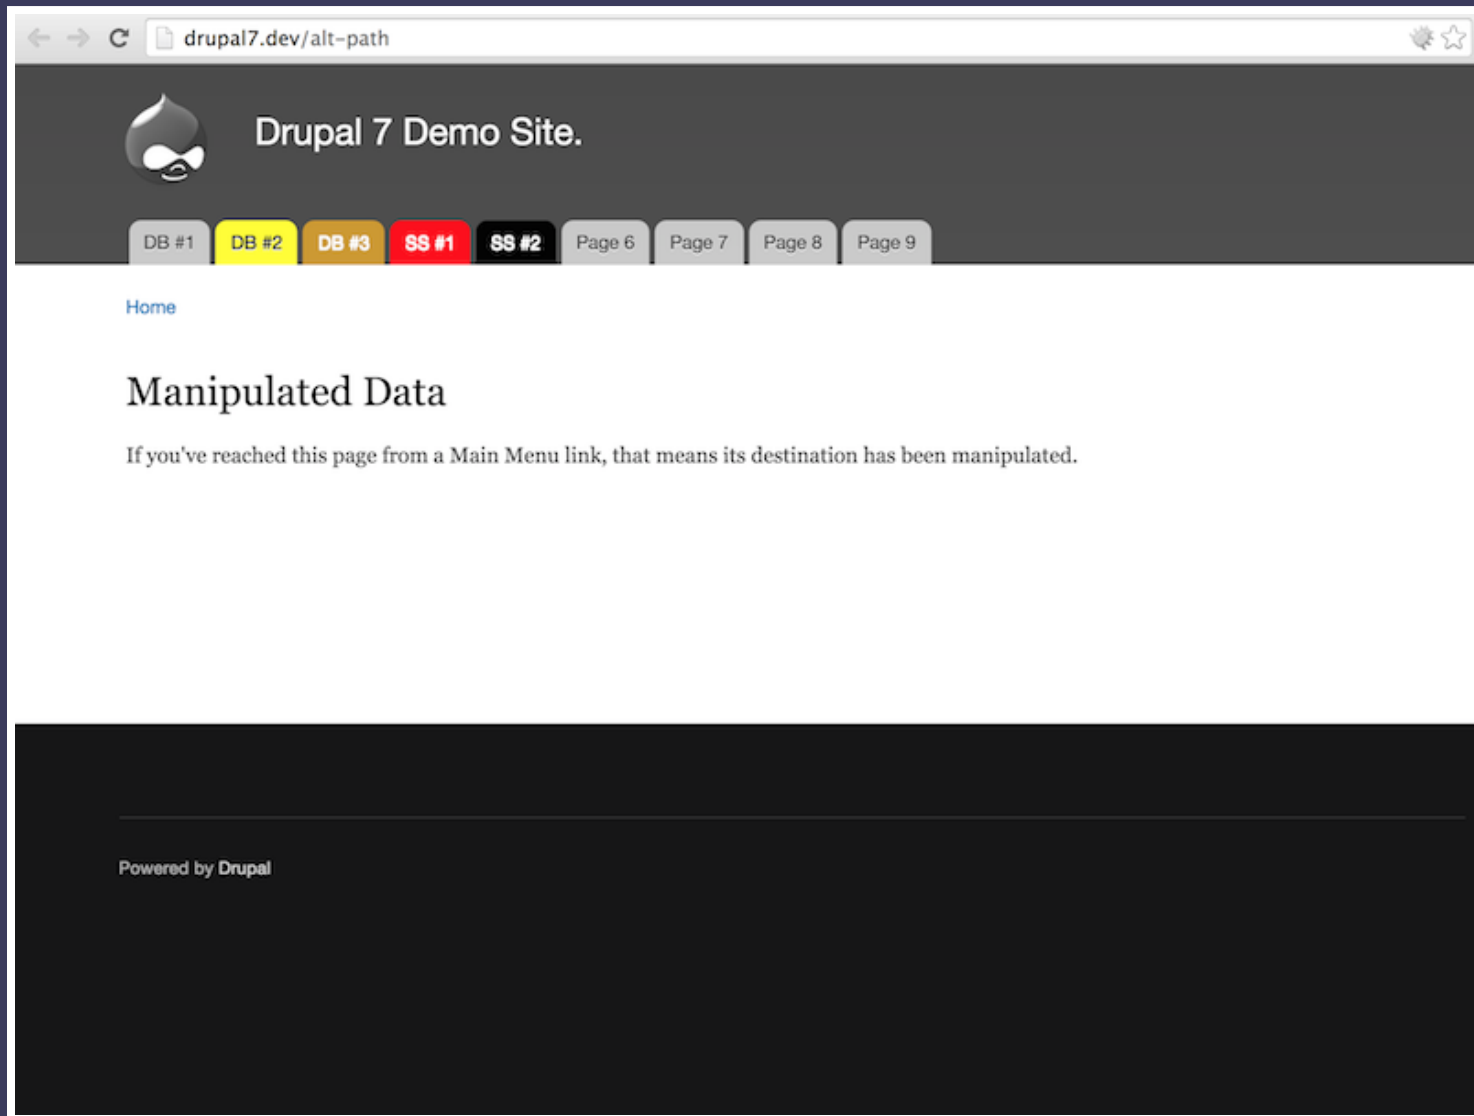 drupal7.dev/alt-path
Drupal 7 Demo Site.
DB #1 DB #2 DB #3 SS #1 SS #2 Page 6 Page 7 Page 8 Page 9
Home
Manipulated Data
If you've reached this page from a Main Menu link, that means its destination has been manipulated.
Powered by Drupal